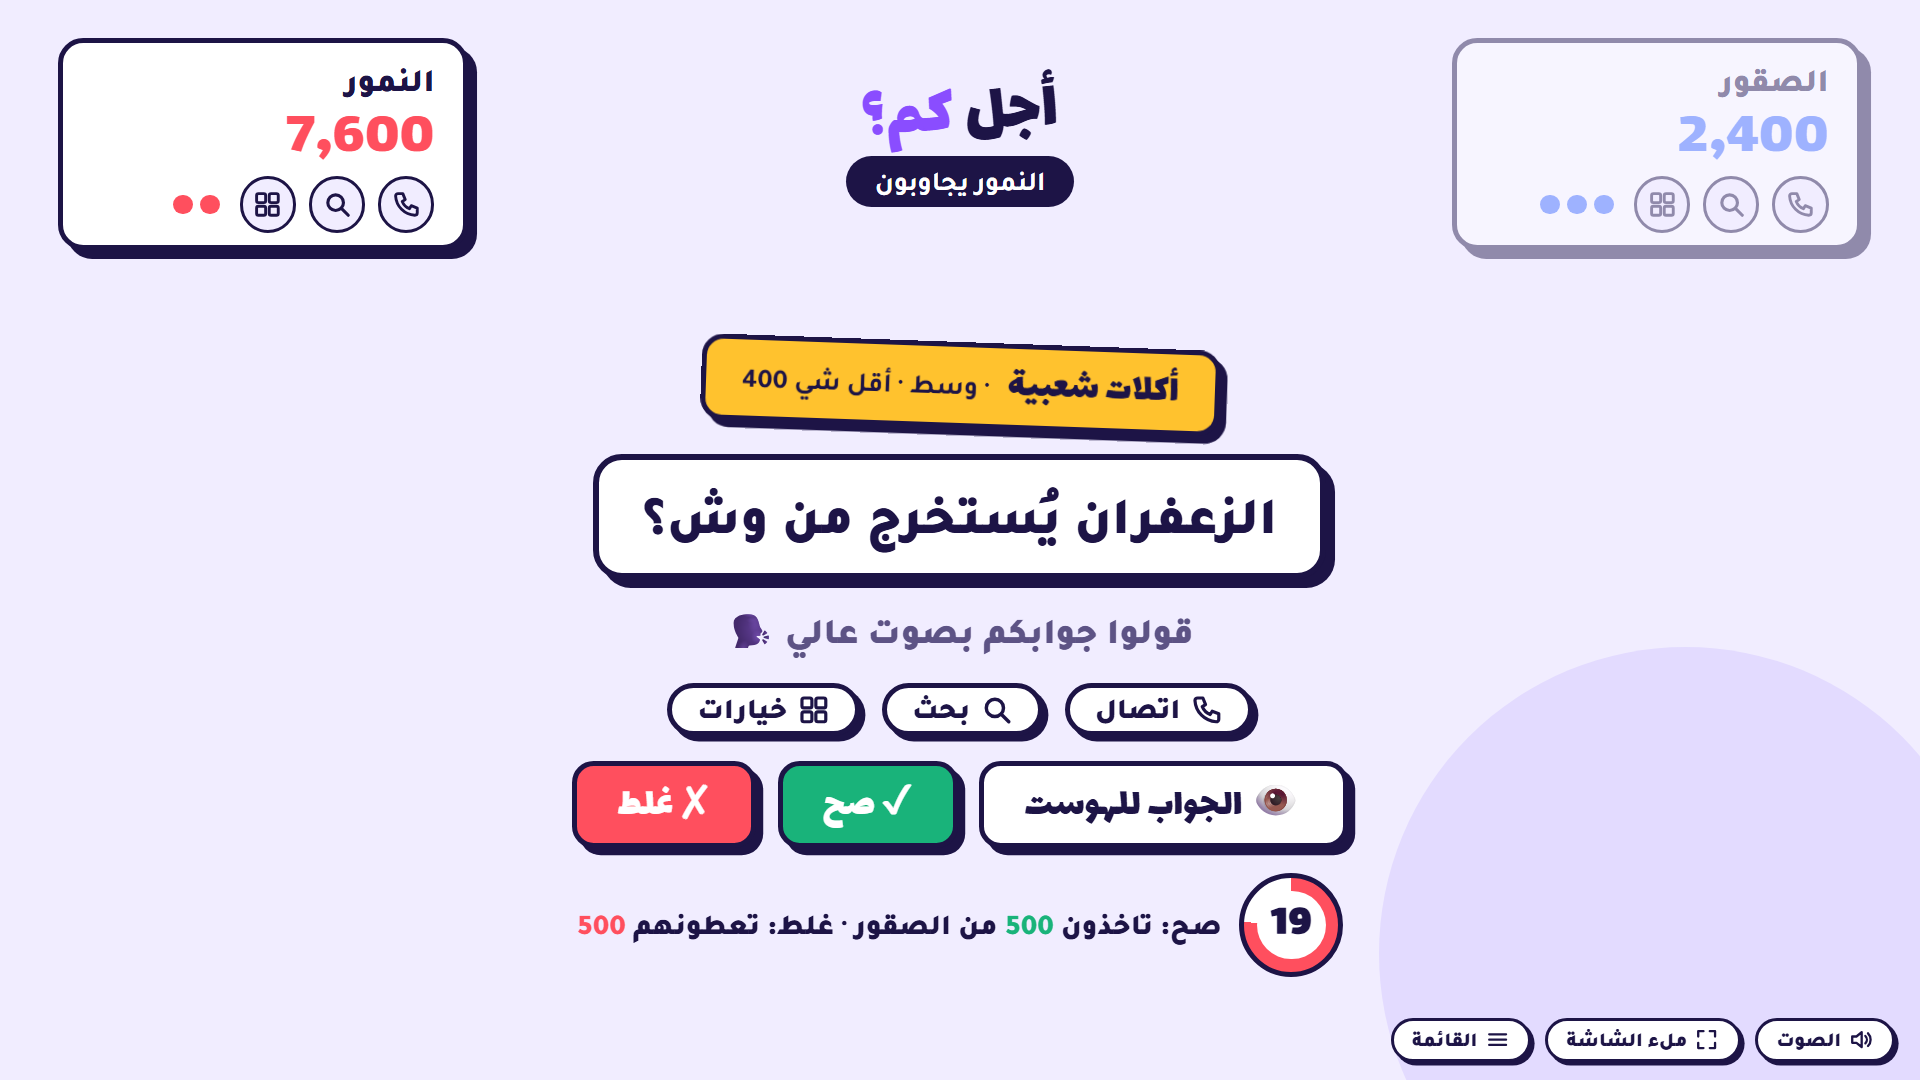 الصقور
2,400
أجل كم؟
النمور يجاوبون
النمور
7,600
أكلات شعبية · وسط · أقل شي 400
الزعفران يُستخرج من وش؟
قولوا جوابكم بصوت عالي
اتصال
بحث
خيارات
الجواب للهوست
✓ صح
✗ غلط
19
صح: تاخذون 500 من الصقور · غلط: تعطونهم 500
الصوت
ملء الشاشة
القائمة